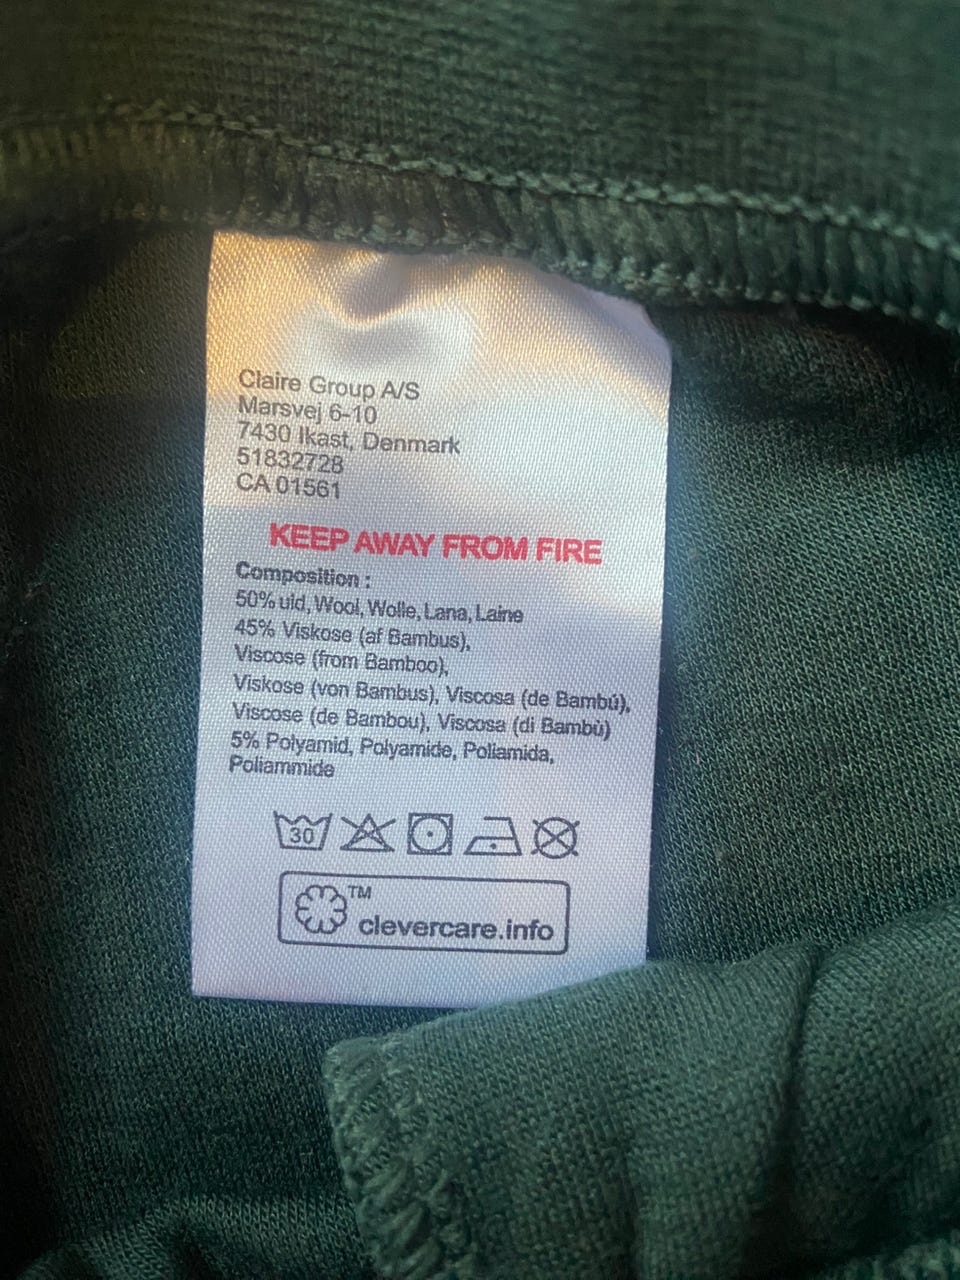 Claire Group A/S
Marsvej 6-10
7430 Ikast, Denmark
51832728
CA 01561
KEEP AWAY FROM FIRE
Composition :
50% uld, Wool, Wolle, Lana, Laine
45% Viskose (af Bambus),
Viscose (from Bamboo),
Viskose (von Bambus), Viscosa (de Bambú),
Viscose (de Bambou), Viscosa (di Bambù)
5% Polyamid, Polyamide, Poliamida,
Poliammide
30
TM
clevercare.info